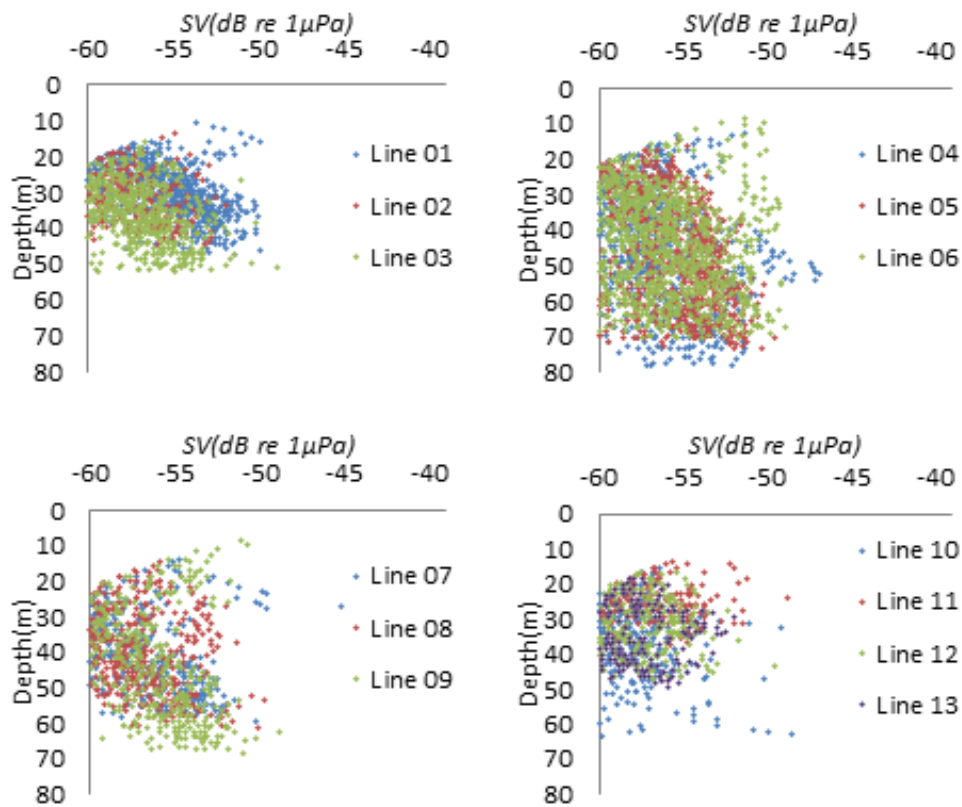 SV(dB re 1µPa)
-60 -55 -50 -45 -40
0
10
20
30
40
50
60
70
80
Depth(m)
Line 01
Line 02
Line 03
SV(dB re 1µPa)
-60 -55 -50 -45 -40
0
10
20
30
40
50
60
70
80
Depth(m)
Line 04
Line 05
Line 06
SV(dB re 1µPa)
-60 -55 -50 -45 -40
0
10
20
30
40
50
60
70
80
Depth(m)
Line 07
Line 08
Line 09
SV(dB re 1µPa)
-60 -55 -50 -45 -40
0
10
20
30
40
50
60
70
80
Depth(m)
Line 10
Line 11
Line 12
Line 13